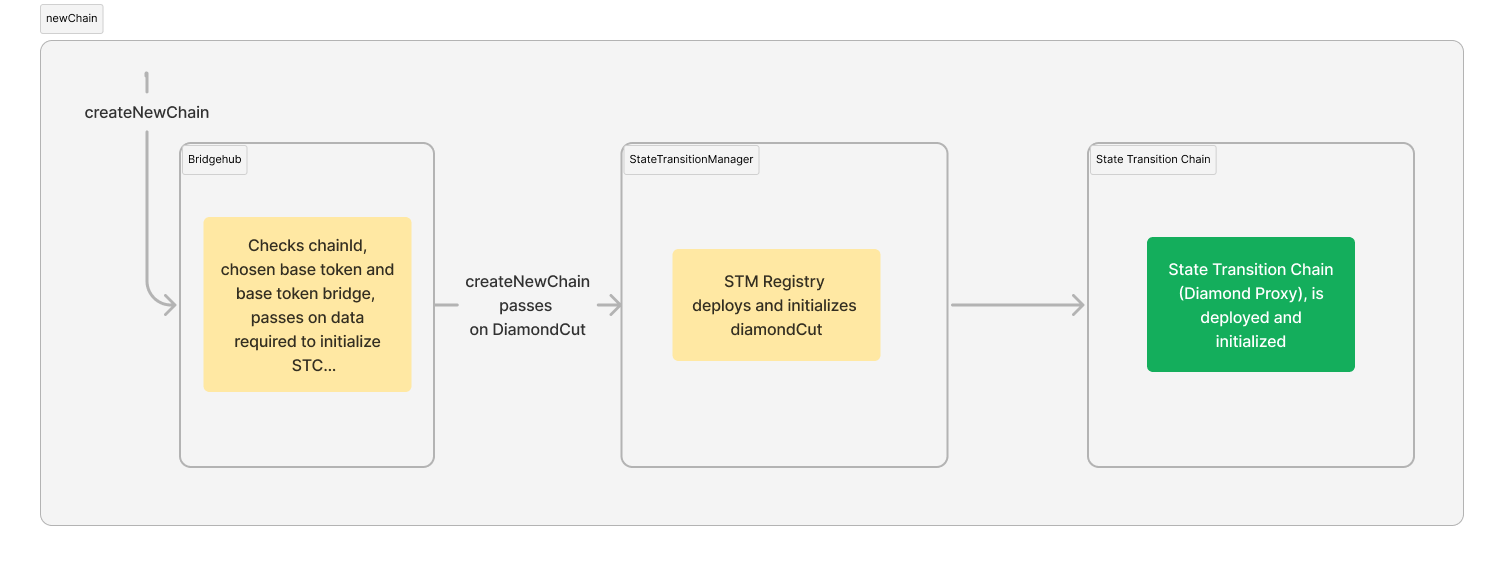 newChain
createNewChain
Bridgehub
Checks chainId,
chosen base token and
base token bridge,
passes on data
required to initialize
STC...
createNewChain
passes
on DiamondCut
StateTransitionManager
STM Registry
deploys and initializes
diamondCut
State Transition Chain
State Transition Chain
(Diamond Proxy), is
deployed and
initialized